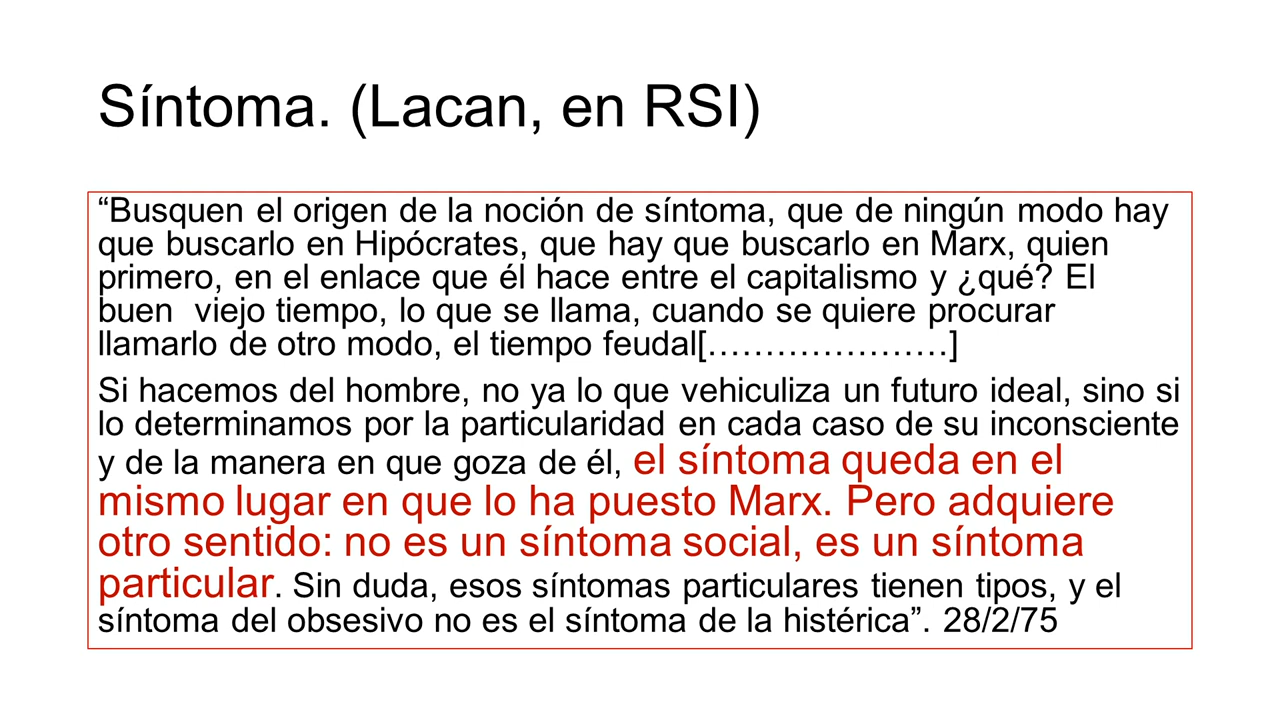 Síntoma. (Lacan, en RSI)
“Busquen el origen de la noción de síntoma, que de ningún modo hay
que buscarlo en Hipócrates, que hay que buscarlo en Marx, quien
primero, en el enlace que él hace entre el capitalismo y ¿qué? El
buen  viejo tiempo, lo que se llama, cuando se quiere procurar
llamarlo de otro modo, el tiempo feudal[…………………]
Si hacemos del hombre, no ya lo que vehiculiza un futuro ideal, sino si
lo determinamos por la particularidad en cada caso de su inconsciente
y de la manera en que goza de él, el síntoma queda en el
mismo lugar en que lo ha puesto Marx. Pero adquiere
otro sentido: no es un síntoma social, es un síntoma
particular. Sin duda, esos síntomas particulares tienen tipos, y el
síntoma del obsesivo no es el síntoma de la histérica”. 28/2/75